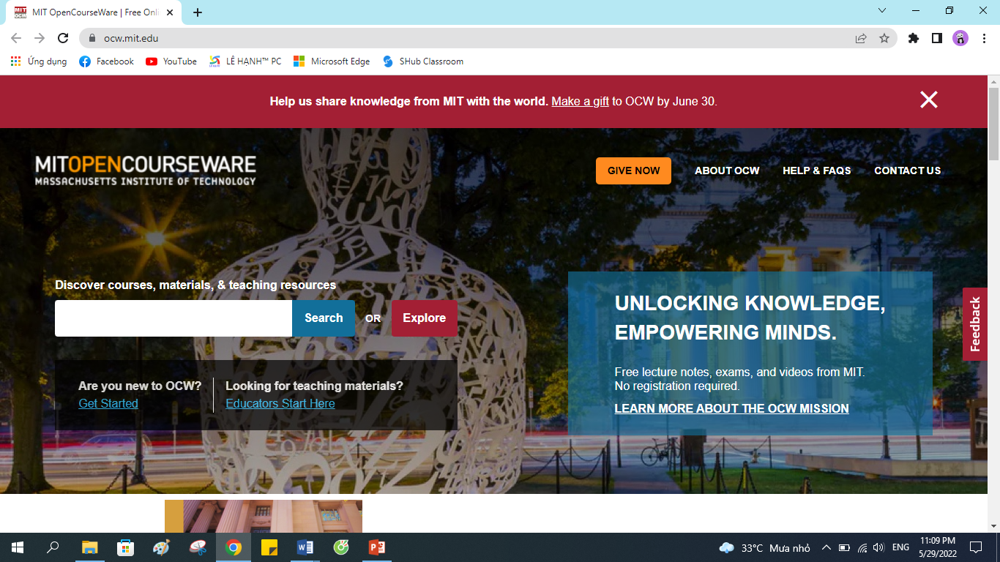 MIT OpenCourseWare | Free Onli
ocw.mit.edu
Ứng dụng Facebook YouTube LÊ HẠNH™ PC Microsoft Edge SHub Classroom
Help us share knowledge from MIT with the world. Make a gift to OCW by June 30.
MITOPENCOURSEWARE
MASSACHUSETTS INSTITUTE OF TECHNOLOGY
GIVE NOW ABOUT OCW HELP & FAQS CONTACT US
Discover courses, materials, & teaching resources
Search OR Explore
Are you new to OCW? Looking for teaching materials?
Get Started Educators Start Here
UNLOCKING KNOWLEDGE,
EMPOWERING MINDS.
Free lecture notes, exams, and videos from MIT.
No registration required.
LEARN MORE ABOUT THE OCW MISSION
Feedback
33°C Mưa nhỏ ENG
11:09 PM
5/29/2022